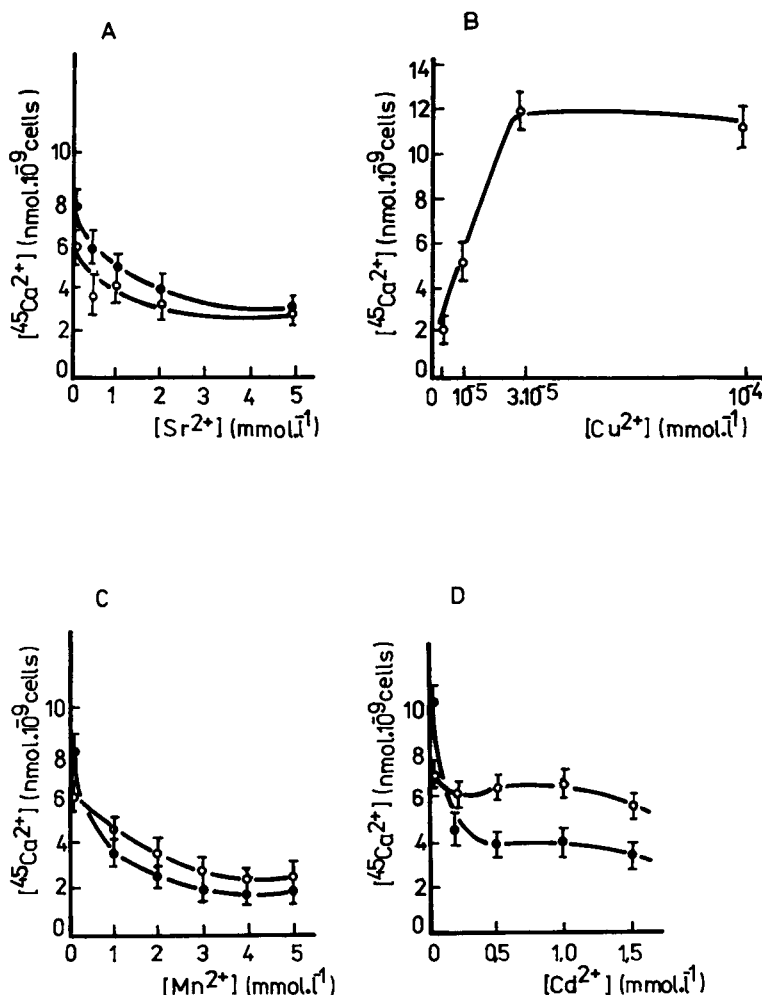 A
[⁴⁵Ca²⁺] (nmol.10⁻⁹cells)
10
8
6
4
2
0
0 1 2 3 4 5
[Sr²⁺] (mmol.l⁻¹)
B
[⁴⁵Ca²⁺] (nmol.10⁻⁹cells)
14
12
10
8
6
4
2
0
0 10⁻⁵ 3.10⁻⁵ 10⁻⁴
[Cu²⁺] (mmol.l⁻¹)
C
[⁴⁵Ca²⁺] (nmol.10⁻⁹cells)
10
8
6
4
2
0
0 1 2 3 4 5
[Mn²⁺] (mmol.l⁻¹)
D
[⁴⁵Ca²⁺] (nmol.10⁻⁹cells)
10
8
6
4
2
0
0 0,5 1,0 1,5
[Cd²⁺] (mmol.l⁻¹)